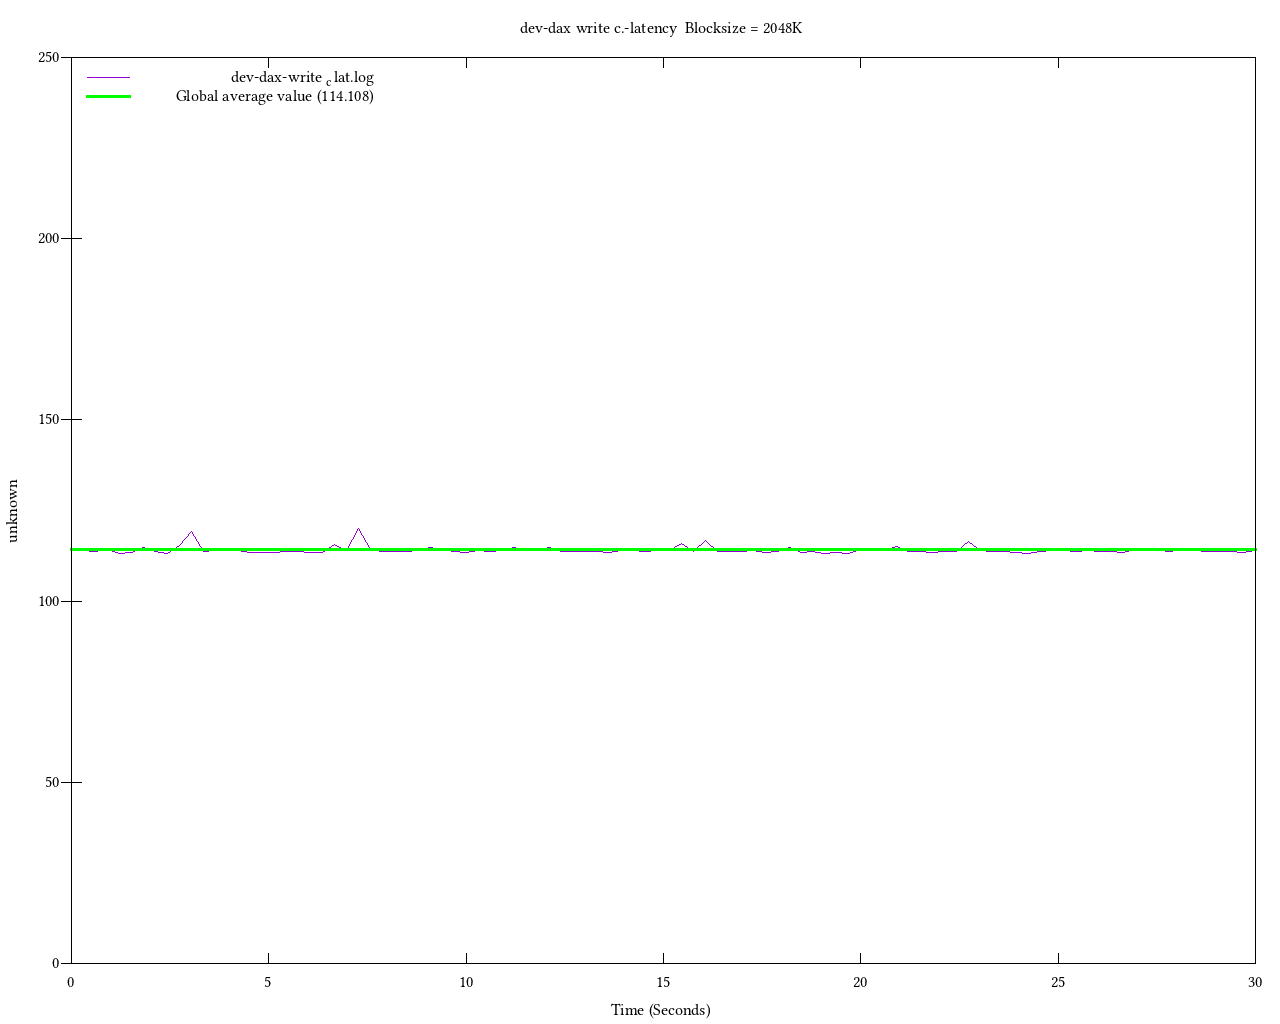 dev-dax write c.-latency  Blocksize = 2048K
250
dev-dax-write clat.log
Global average value (114.108)
200
150
unknown
100
50
0
0 5 10 15 20 25 30
Time (Seconds)